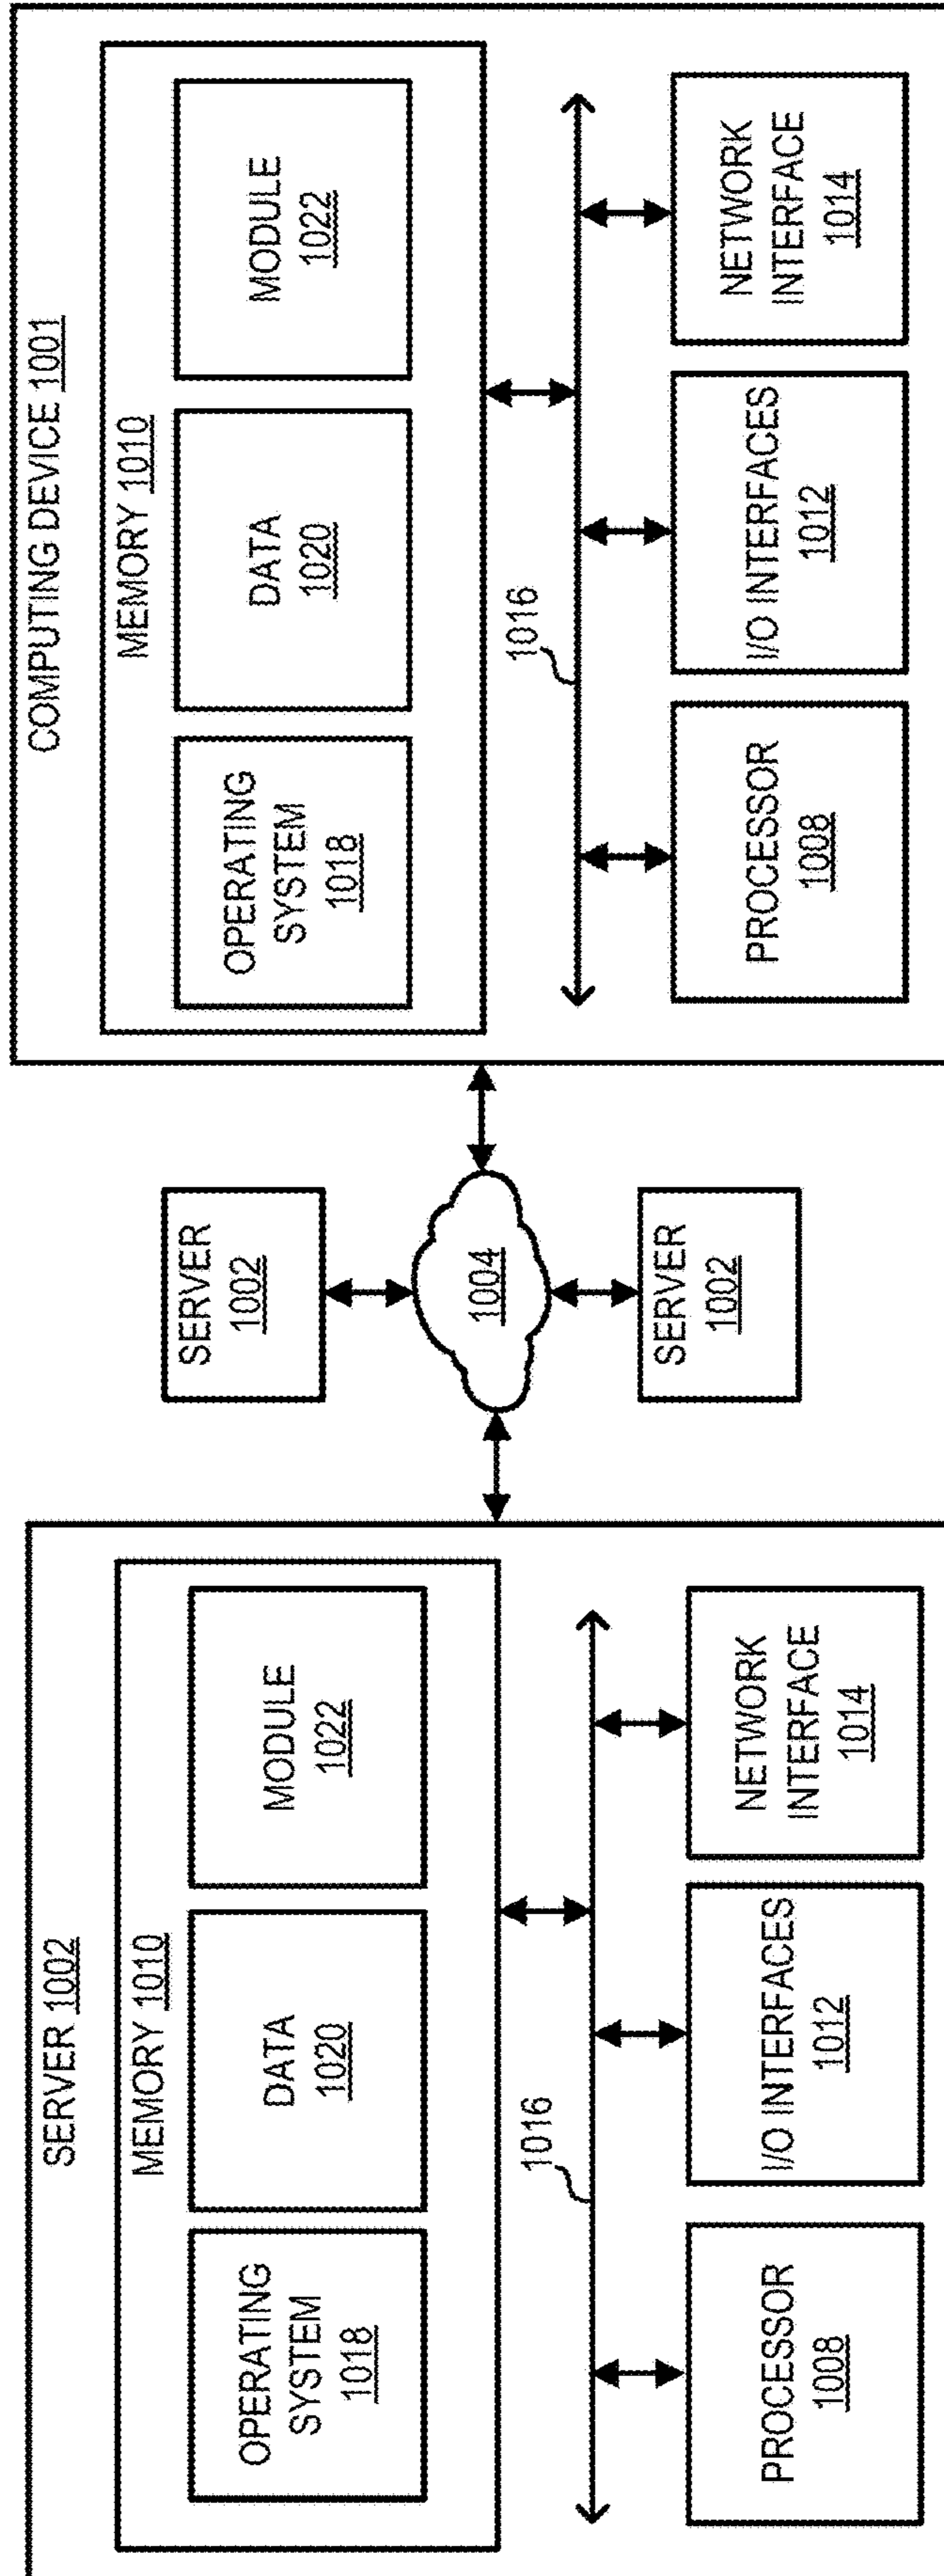 SERVER 1002
MEMORY 1010
OPERATING
SYSTEM
1018
DATA
1020
MODULE
1022
1016
PROCESSOR
1008
I/O INTERFACES
1012
NETWORK
INTERFACE
1014
SERVER
1002
1004
SERVER
1002
COMPUTING DEVICE 1001
MEMORY 1010
OPERATING
SYSTEM
1018
DATA
1020
MODULE
1022
1016
PROCESSOR
1008
I/O INTERFACES
1012
NETWORK
INTERFACE
1014